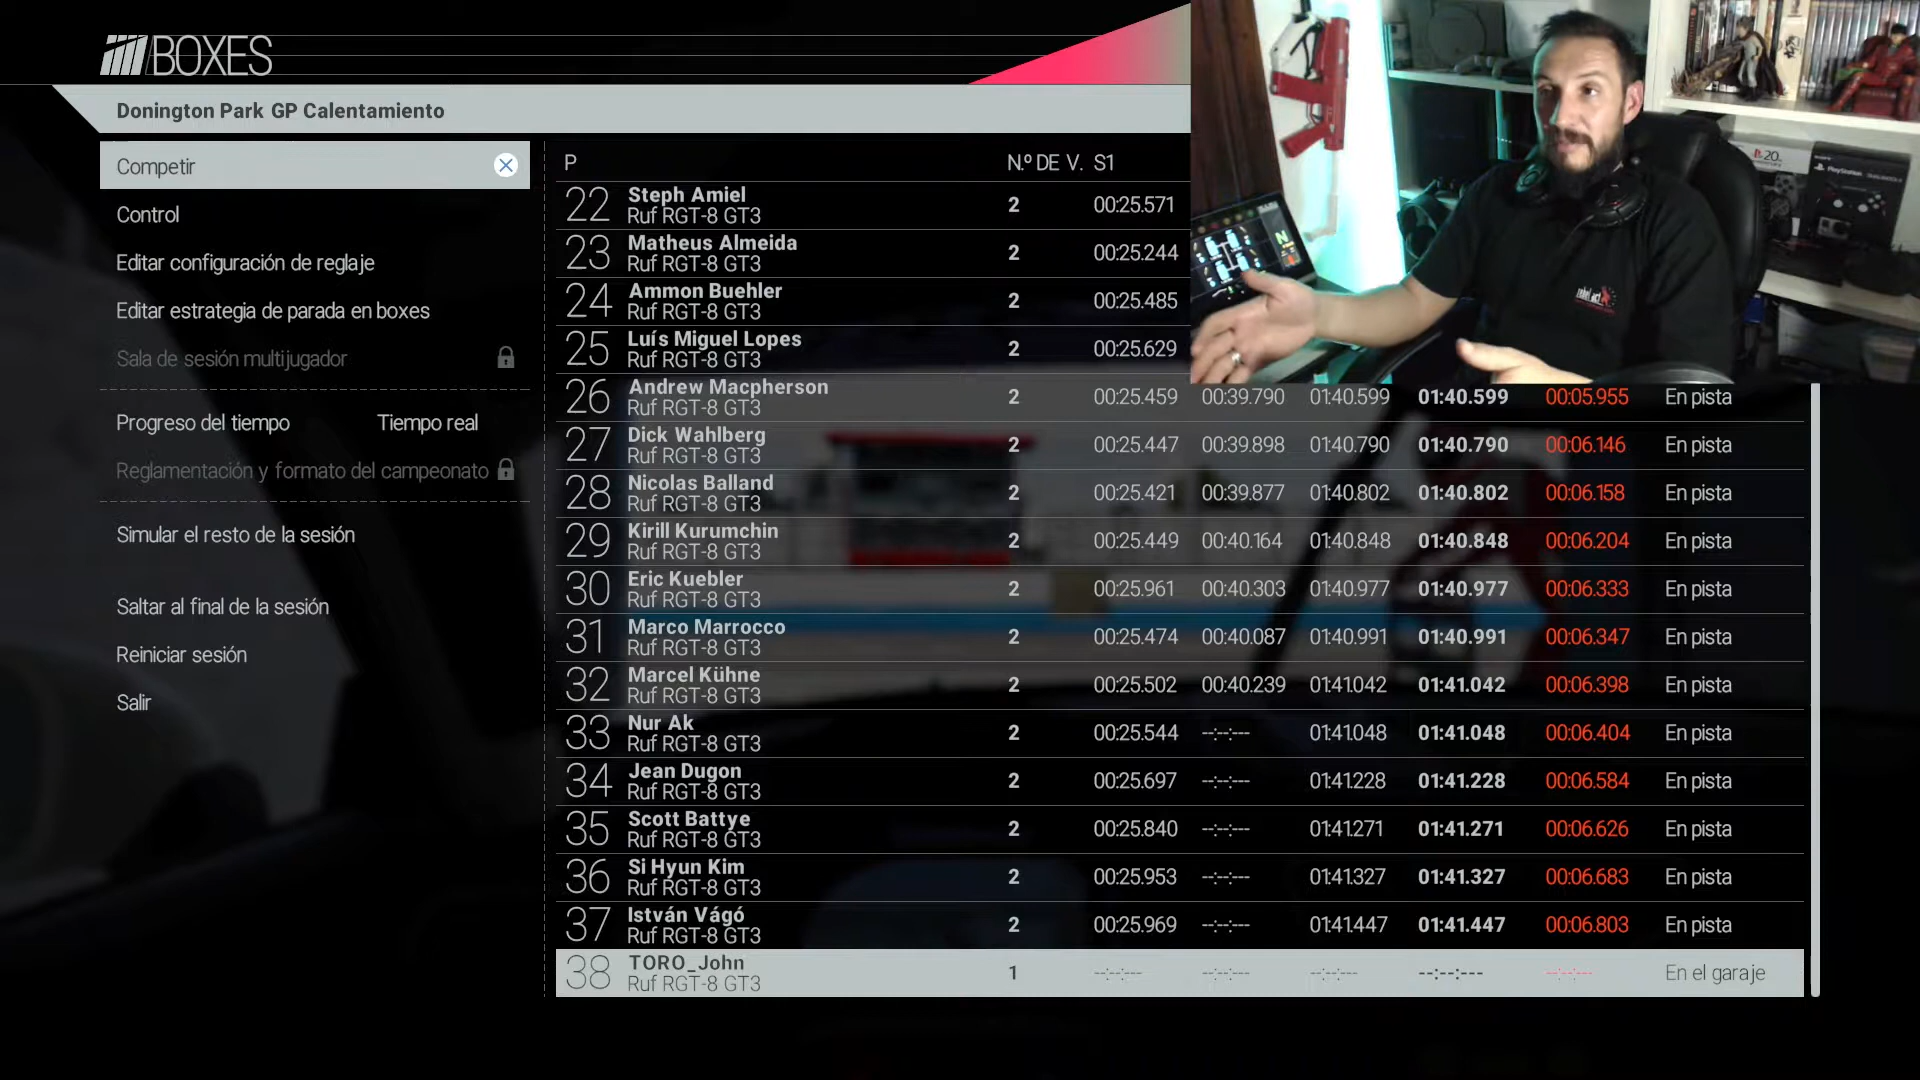 BOXES
Donington Park GP Calentamiento
Competir
Control
Editar configuración de reglaje
Editar estrategia de parada en boxes
Sala de sesión multijugador
Progreso del tiempo Tiempo real
Reglamentación y formato del campeonato
Simular el resto de la sesión
Saltar al final de la sesión
Reiniciar sesión
Salir
P N.º DE V. S1
22 Steph Amiel 2 00:25.571
Ruf RGT-8 GT3
23 Matheus Almeida 2 00:25.244
Ruf RGT-8 GT3
24 Ammon Buehler 2 00:25.485
Ruf RGT-8 GT3
25 Luís Miguel Lopes 2 00:25.629
Ruf RGT-8 GT3
26 Andrew Macpherson 2 00:25.459 00:39.790 01:40.599 01:40.599 00:05.955 En pista
Ruf RGT-8 GT3
27 Dick Wahlberg 2 00:25.447 00:39.898 01:40.790 01:40.790 00:06.146 En pista
Ruf RGT-8 GT3
28 Nicolas Balland 2 00:25.421 00:39.877 01:40.802 01:40.802 00:06.158 En pista
Ruf RGT-8 GT3
29 Kirill Kurumchin 2 00:25.449 00:40.164 01:40.848 01:40.848 00:06.204 En pista
Ruf RGT-8 GT3
30 Eric Kuebler 2 00:25.961 00:40.303 01:40.977 01:40.977 00:06.333 En pista
Ruf RGT-8 GT3
31 Marco Marrocco 2 00:25.474 00:40.087 01:40.991 01:40.991 00:06.347 En pista
Ruf RGT-8 GT3
32 Marcel Kühne 2 00:25.502 00:40.239 01:41.042 01:41.042 00:06.398 En pista
Ruf RGT-8 GT3
33 Nur Ak 2 00:25.544 --:--:--- 01:41.048 01:41.048 00:06.404 En pista
Ruf RGT-8 GT3
34 Jean Dugon 2 00:25.697 --:--:--- 01:41.228 01:41.228 00:06.584 En pista
Ruf RGT-8 GT3
35 Scott Battye 2 00:25.840 --:--:--- 01:41.271 01:41.271 00:06.626 En pista
Ruf RGT-8 GT3
36 Si Hyun Kim 2 00:25.953 --:--:--- 01:41.327 01:41.327 00:06.683 En pista
Ruf RGT-8 GT3
37 István Vágó 2 00:25.969 --:--:--- 01:41.447 01:41.447 00:06.803 En pista
Ruf RGT-8 GT3
38 TORO_John 1 --:--:--- --:--:--- --:--:--- --:--:--- --:--:--- En el garaje
Ruf RGT-8 GT3
N
20
PlayStation